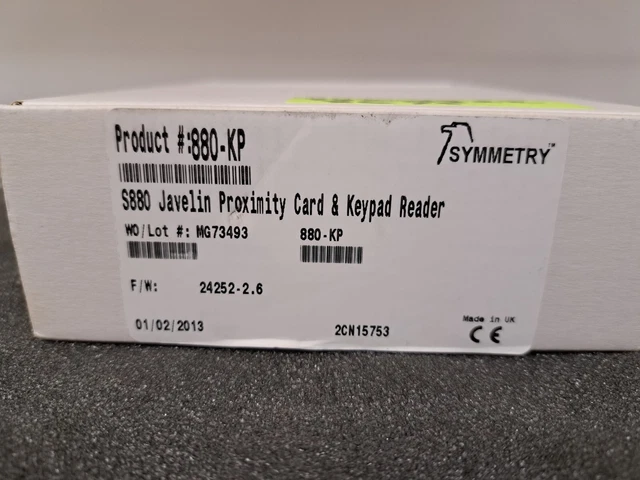 Product #:880-KP
SYMMETRY™
S880 Javelin Proximity Card & Keypad Reader
WO/Lot #: MG73493 880-KP
F/W: 24252-2.6
01/02/2013 2CN15753
Made in UK
CE